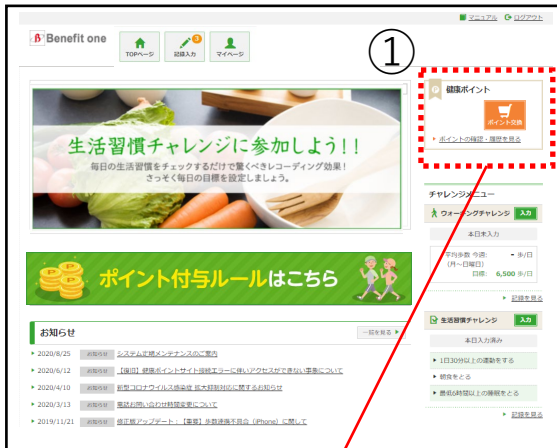 マニュアル ログアウト
Benefit one
TOPページ
記録入力
3
マイページ
①
健康ポイント
ポイント交換
ポイントの確認・履歴を見る
生活習慣チャレンジに参加しよう!!
毎日の生活習慣をチェックするだけで驚くべきレコーディング効果!
さっそく毎日の目標を設定しましょう。
チャレンジメニュー
ウォーキングチャレンジ 入力
本日未入力
平均歩数 今週: - 歩/日
(月~日曜日)
目標: 6,500 歩/日
記録を見る
ポイント付与ルールはこちら
生活習慣チャレンジ 入力
本日入力済み
1日30分以上の運動をする
朝食をとる
最低6時間以上の睡眠をとる
記録を見る
お知らせ
一覧を見る
2020/8/25 お知らせ システム定期メンテナンスのご案内
2020/6/12 お知らせ 【復旧】健康ポイントサイト接続エラーに伴いアクセスができない事象について
2020/4/10 お知らせ 新型コロナウイルス感染症 拡大抑制対応に関するお知らせ
2020/3/13 お知らせ 電話お問い合わせ時間変更について
2019/11/21 お知らせ 修正版アップデート:【重要】歩数連携不具合(iPhone)に関して